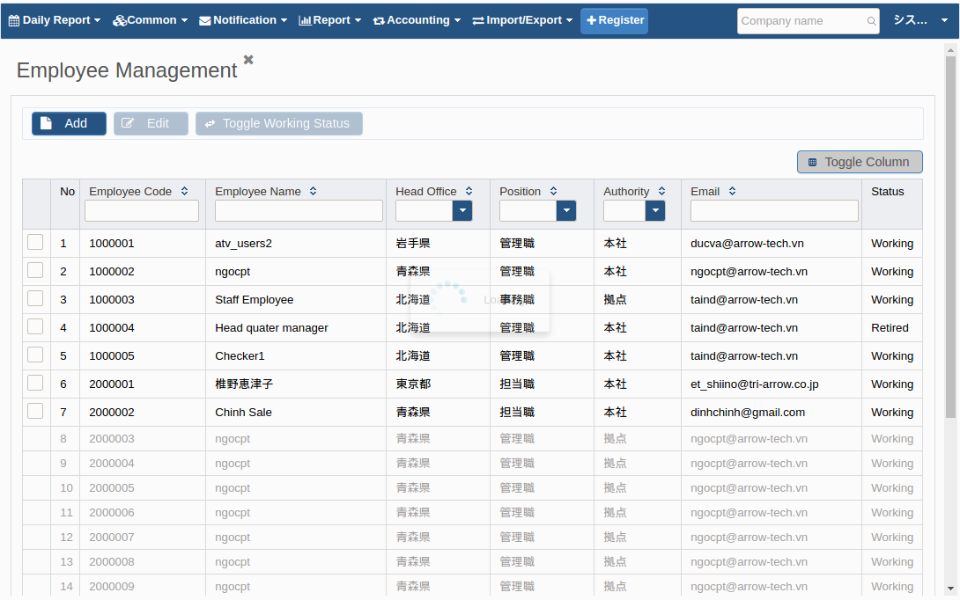 Daily Report Common Notification Report Accounting Import/Export Register Company name シス...
Employee Management
Add Edit Toggle Working Status
Toggle Column
No Employee Code Employee Name Head Office Position Authority Email Status
1 1000001 atv_users2 岩手県 管理職 本社 ducva@arrow-tech.vn Working
2 1000002 ngocpt 青森県 管理職 本社 ngocpt@arrow-tech.vn Working
3 1000003 Staff Employee 北海道 事務職 拠点 taind@arrow-tech.vn Working
4 1000004 Head quater manager 北海道 管理職 本社 taind@arrow-tech.vn Retired
5 1000005 Checker1 北海道 管理職 本社 taind@arrow-tech.vn Working
6 2000001 椎野恵津子 東京都 担当職 本社 et_shiino@tri-arrow.co.jp Working
7 2000002 Chinh Sale 青森県 担当職 本社 dinhchinh@gmail.com Working
8 2000003 ngocpt 青森県 管理職 拠点 ngocpt@arrow-tech.vn Working
9 2000004 ngocpt 青森県 管理職 拠点 ngocpt@arrow-tech.vn Working
10 2000005 ngocpt 青森県 管理職 拠点 ngocpt@arrow-tech.vn Working
11 2000006 ngocpt 青森県 管理職 拠点 ngocpt@arrow-tech.vn Working
12 2000007 ngocpt 青森県 管理職 拠点 ngocpt@arrow-tech.vn Working
13 2000008 ngocpt 青森県 管理職 拠点 ngocpt@arrow-tech.vn Working
14 2000009 ngocpt 青森県 管理職 拠点 ngocpt@arrow-tech.vn Working